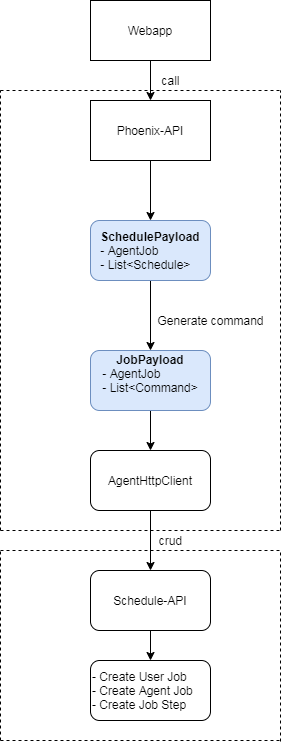 Webapp
call
Phoenix-API
SchedulePayload
- AgentJob
- List<Schedule>
Generate command
JobPayload
- AgentJob
- List<Command>
AgentHttpClient
crud
Schedule-API
- Create User Job
- Create Agent Job
- Create Job Step